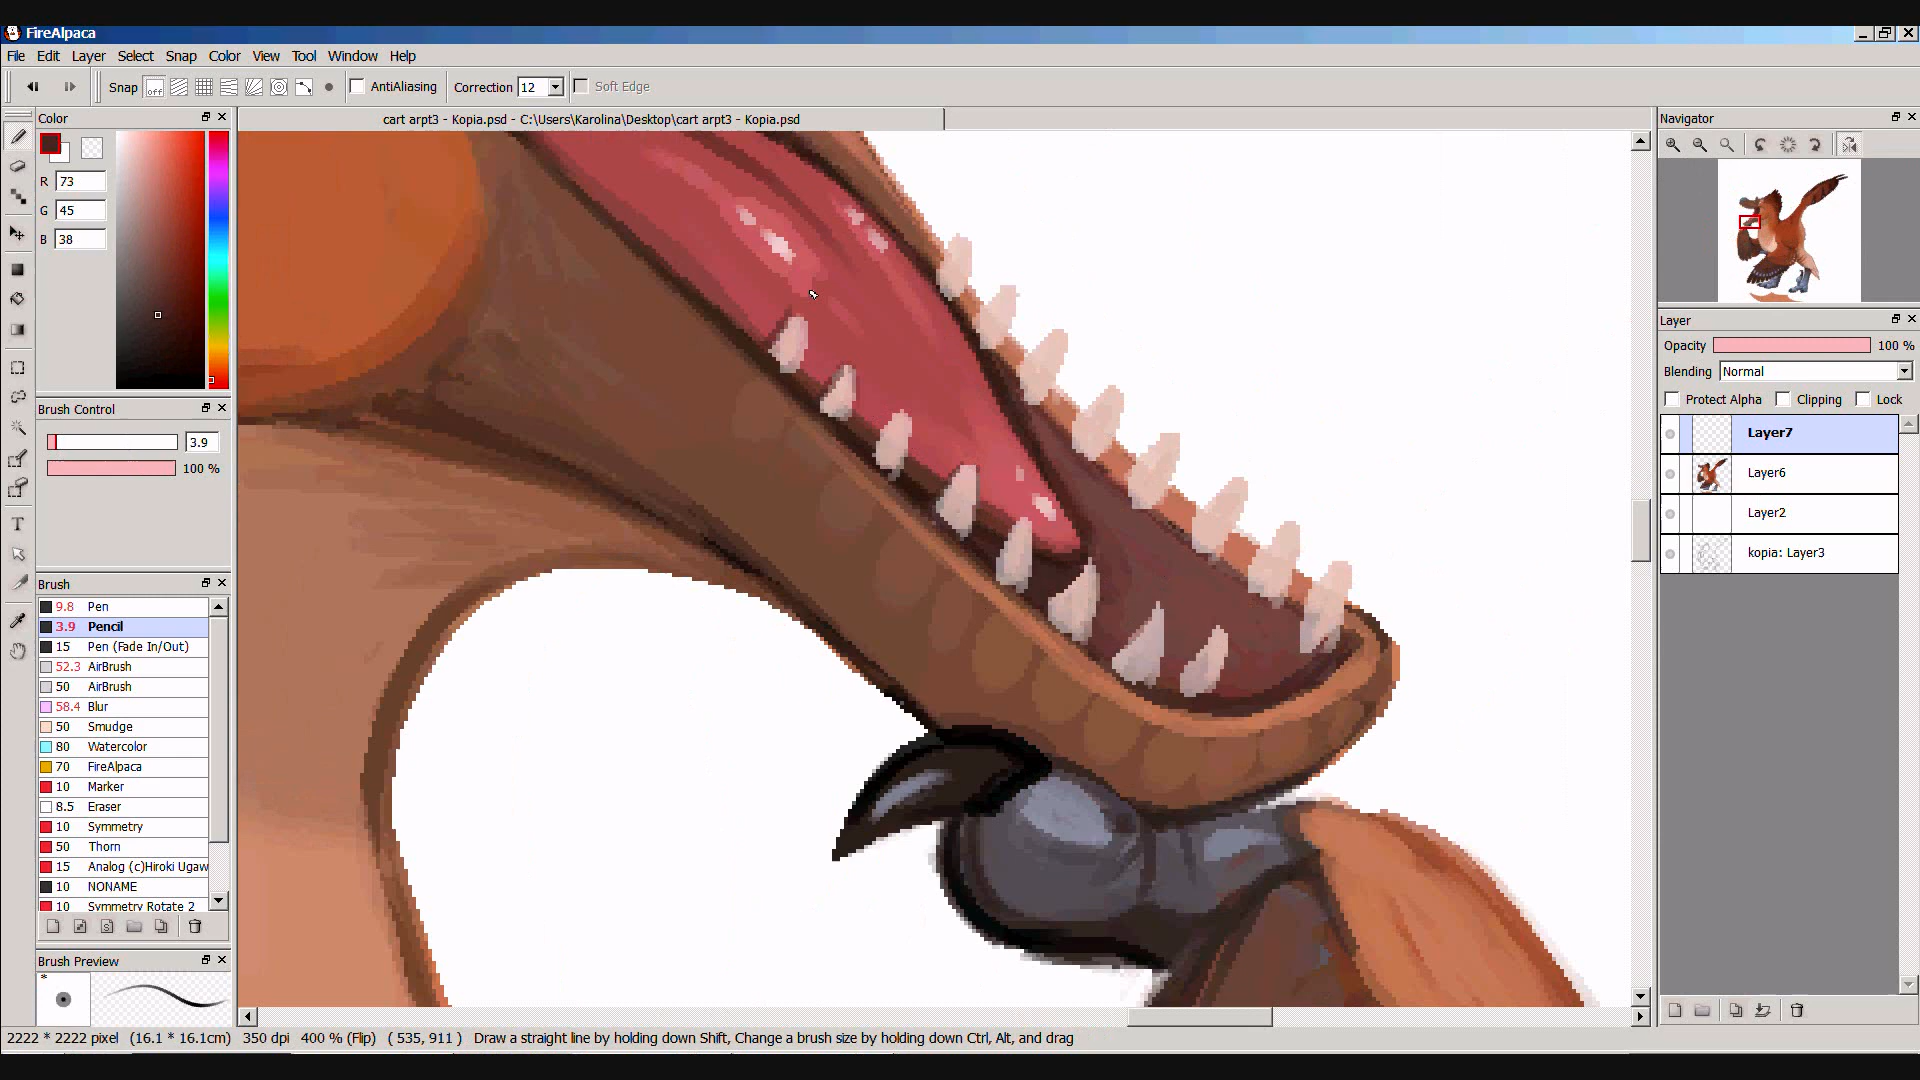 FireAlpaca
File Edit Layer Select Snap Color View Tool Window Help
Snap off AntiAliasing Correction 12 Soft Edge
Color
cart arpt3 - Kopia.psd - C:\Users\Karolina\Desktop\cart arpt3 - Kopia.psd
Navigator
R 73
G 45
B 38
Layer
Opacity 100 %
Blending Normal
Protect Alpha Clipping Lock
Layer7
Layer6
Layer2
kopia: Layer3
Brush Control
3.9
100 %
Brush
9.8 Pen
3.9 Pencil
15 Pen (Fade In/Out)
52.3 AirBrush
50 AirBrush
58.4 Blur
50 Smudge
80 Watercolor
70 FireAlpaca
10 Marker
8.5 Eraser
10 Symmetry
50 Thorn
15 Analog (c)Hiroki Ugaw
10 NONAME
10 Symmetry Rotate 2
Brush Preview
*
2222 * 2222 pixel (16.1 * 16.1cm) 350 dpi 400 % (Flip) ( 535, 911 ) Draw a straight line by holding down Shift, Change a brush size by holding down Ctrl, Alt, and drag